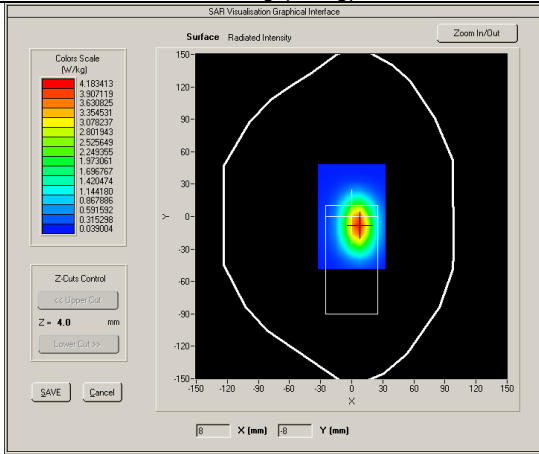 SAR Visualisation Graphical Interface
Surface Radiated Intensity
Zoom In/Out
Colors Scale
(W/kg)
4.183413
3.907119
3.630825
3.354531
3.078237
2.801943
2.525649
2.249355
1.973061
1.696767
1.420474
1.144180
0.867886
0.591592
0.315298
0.039004
Z-Cuts Control
<< Upper Cut
Z = 4.0 mm
Lower Cut >>
SAVE
Cancel
150
120
90
60
30
0
-30
-60
-90
-120
-150
Y
-150 -120 -90 -60 -30 0 30 60 90 120 150
X
8 X (mm) -8 Y (mm)